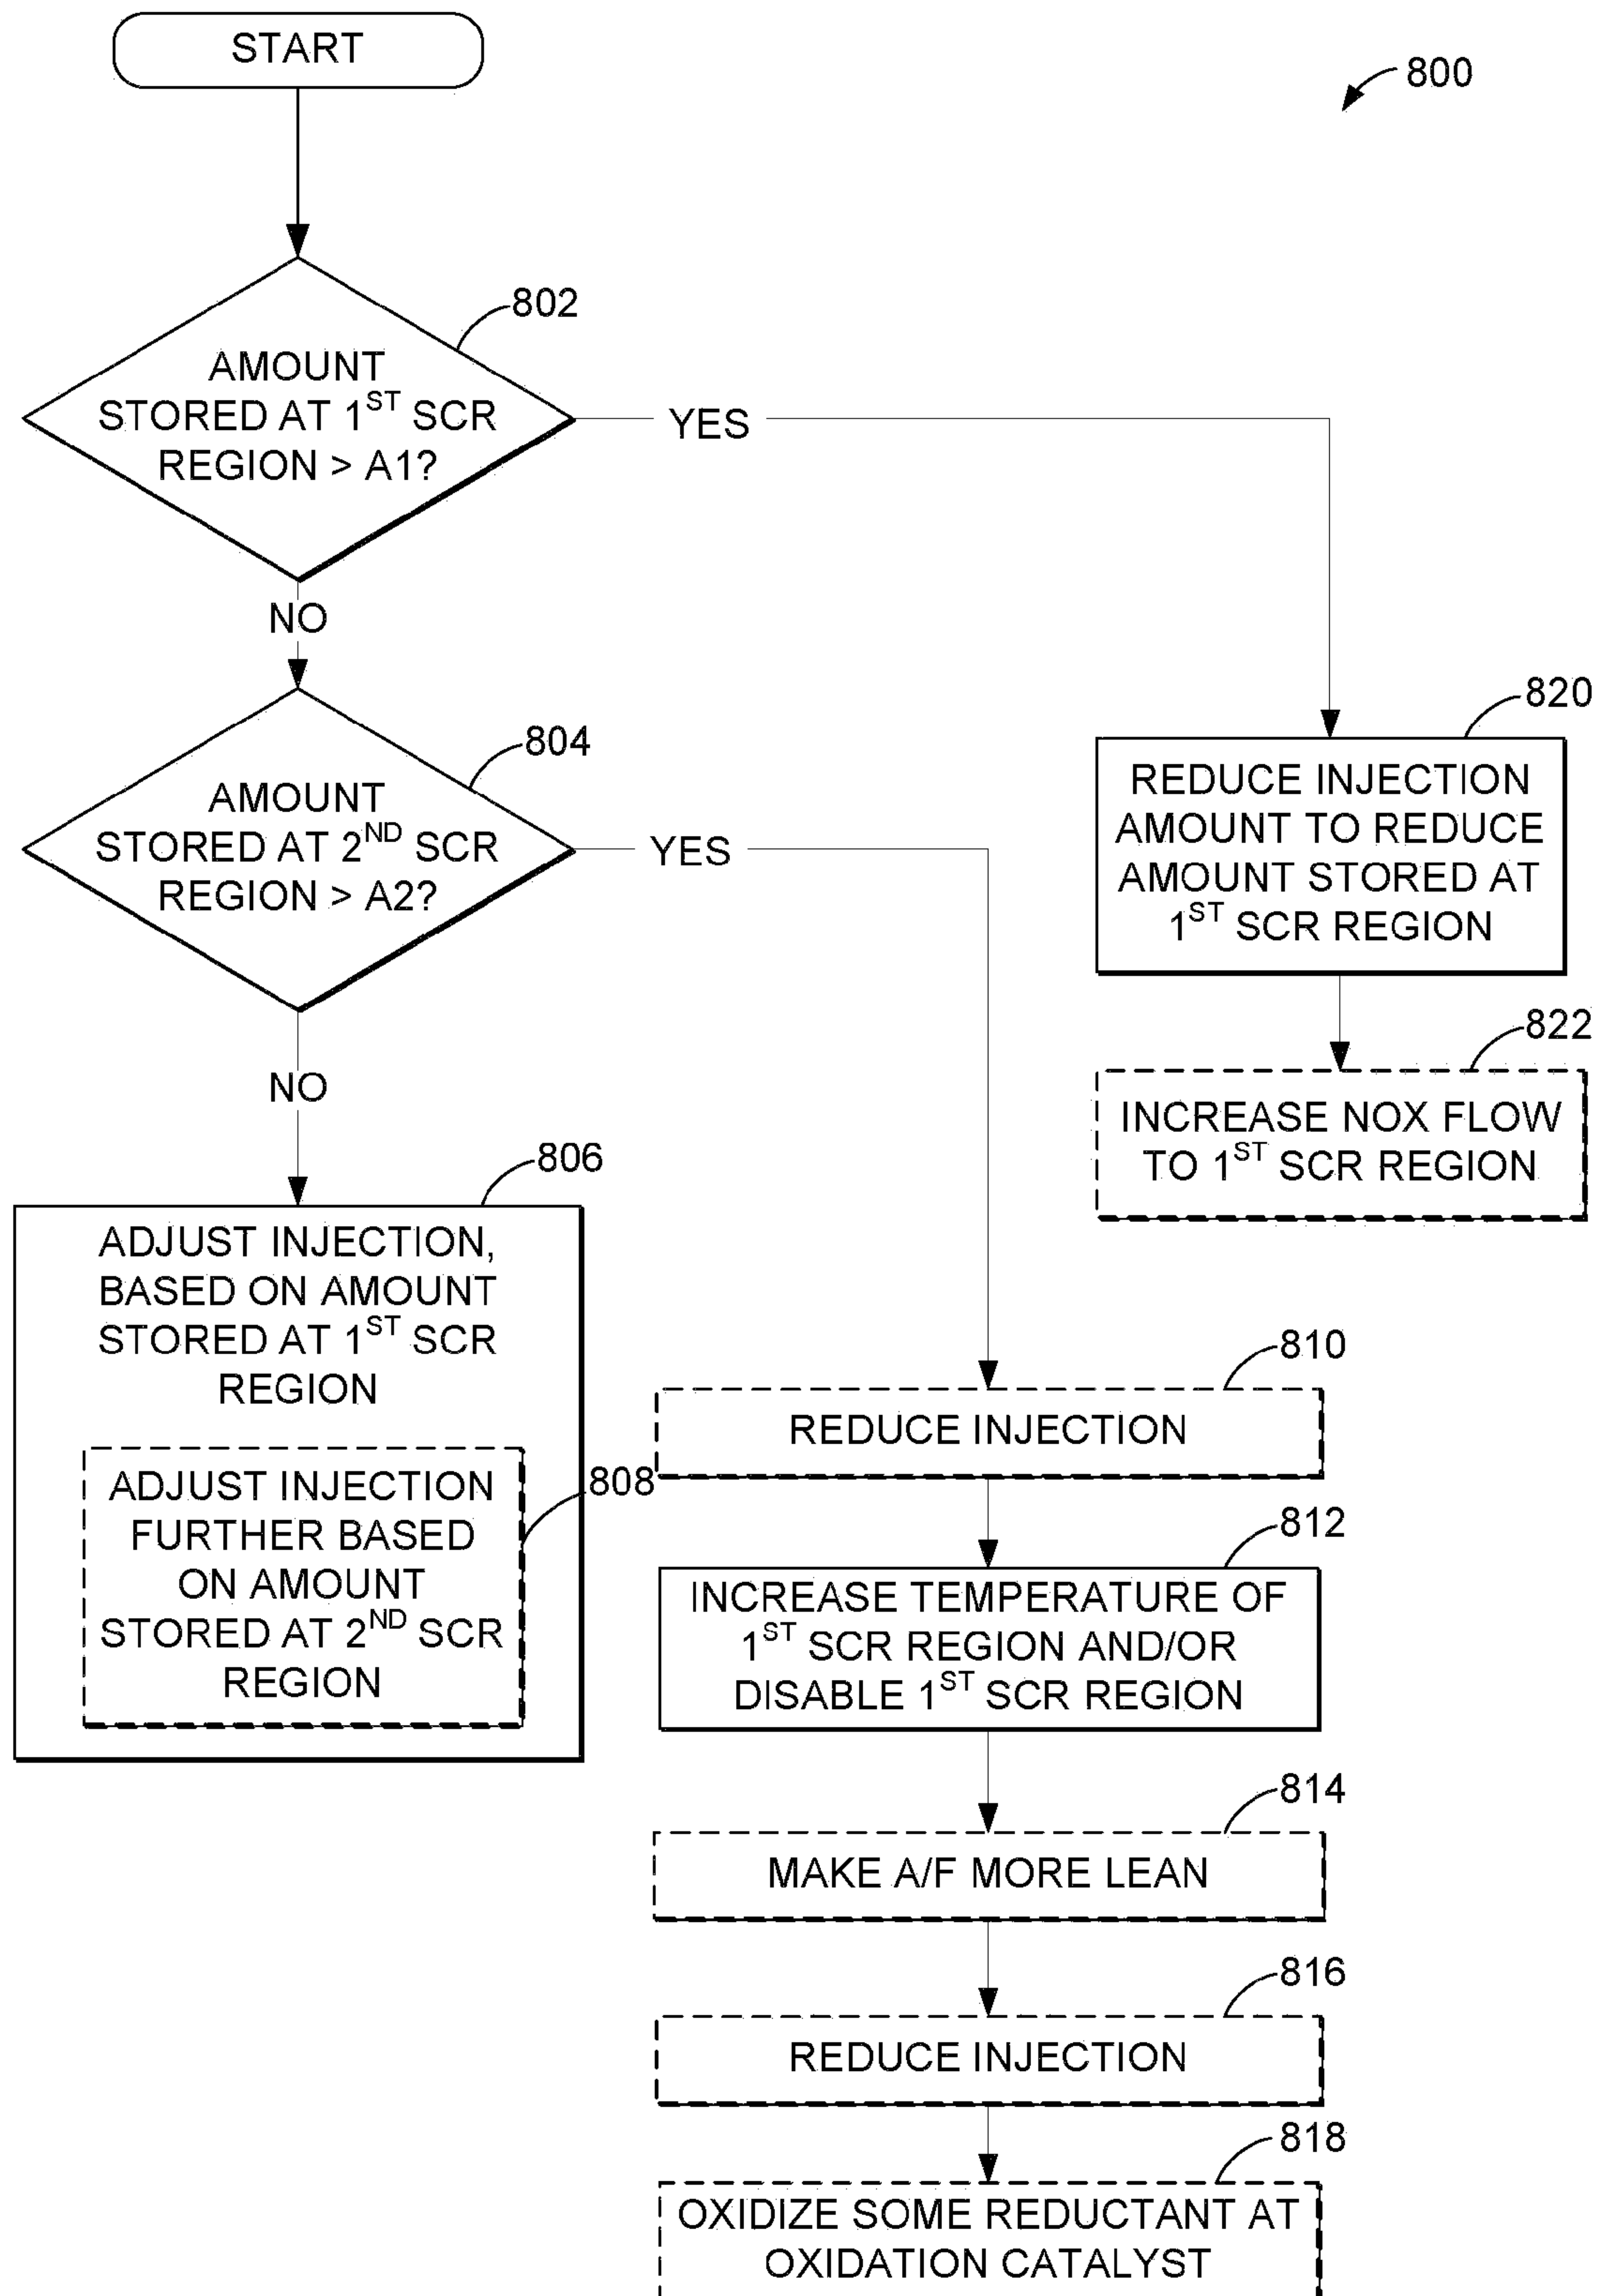 START
800
802
AMOUNT
STORED AT 1ST SCR
REGION > A1?
YES
NO
804
AMOUNT
STORED AT 2ND SCR
REGION > A2?
YES
NO
820
REDUCE INJECTION
AMOUNT TO REDUCE
AMOUNT STORED AT
1ST SCR REGION
822
INCREASE NOX FLOW
TO 1ST SCR REGION
806
ADJUST INJECTION,
BASED ON AMOUNT
STORED AT 1ST SCR
REGION
808
ADJUST INJECTION
FURTHER BASED
ON AMOUNT
STORED AT 2ND SCR
REGION
810
REDUCE INJECTION
812
INCREASE TEMPERATURE OF
1ST SCR REGION AND/OR
DISABLE 1ST SCR REGION
814
MAKE A/F MORE LEAN
816
REDUCE INJECTION
818
OXIDIZE SOME REDUCTANT AT
OXIDATION CATALYST